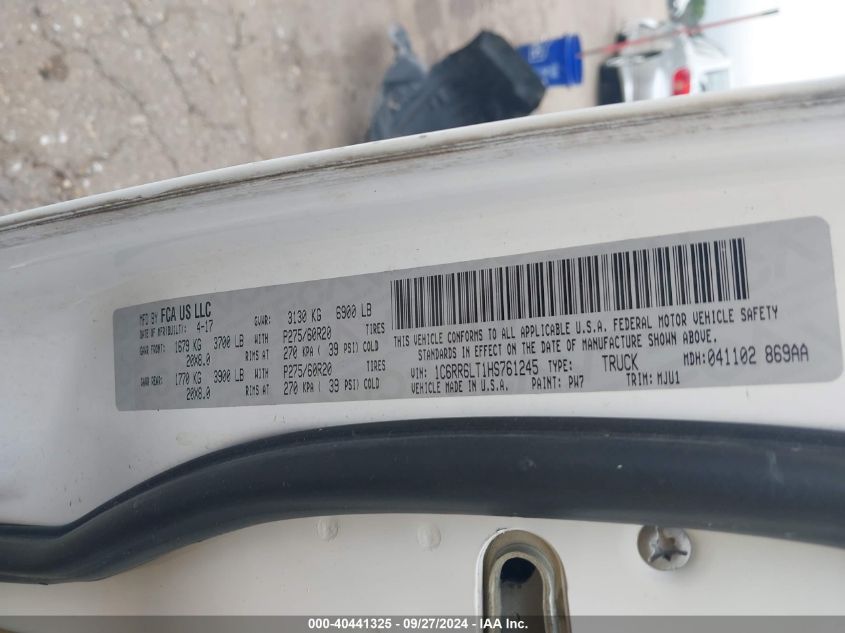 MFD BY FCA US LLC
DATE OF MFR(BUILT): 4-17 GVWR: 3130 KG 6900 LB
GAWR FRONT: 1679 KG 3700 LB WITH P275/60R20 TIRES
20X8.0 RIMS AT 270 KPA ( 39 PSI) COLD
GAWR REAR: 1770 KG 3900 LB WITH P275/60R20 TIRES
20X8.0 RIMS AT 270 KPA ( 39 PSI) COLD
THIS VEHICLE CONFORMS TO ALL APPLICABLE U.S.A. FEDERAL MOTOR VEHICLE SAFETY
STANDARDS IN EFFECT ON THE DATE OF MANUFACTURE SHOWN ABOVE.
VIN: 1C6RR6LT1HS761245 TYPE: TRUCK MDH: 041102 869AA
VEHICLE MADE IN U.S.A. PAINT: PW7 TRIM: MJU1
000-40441325 - 09/27/2024 - IAA Inc.